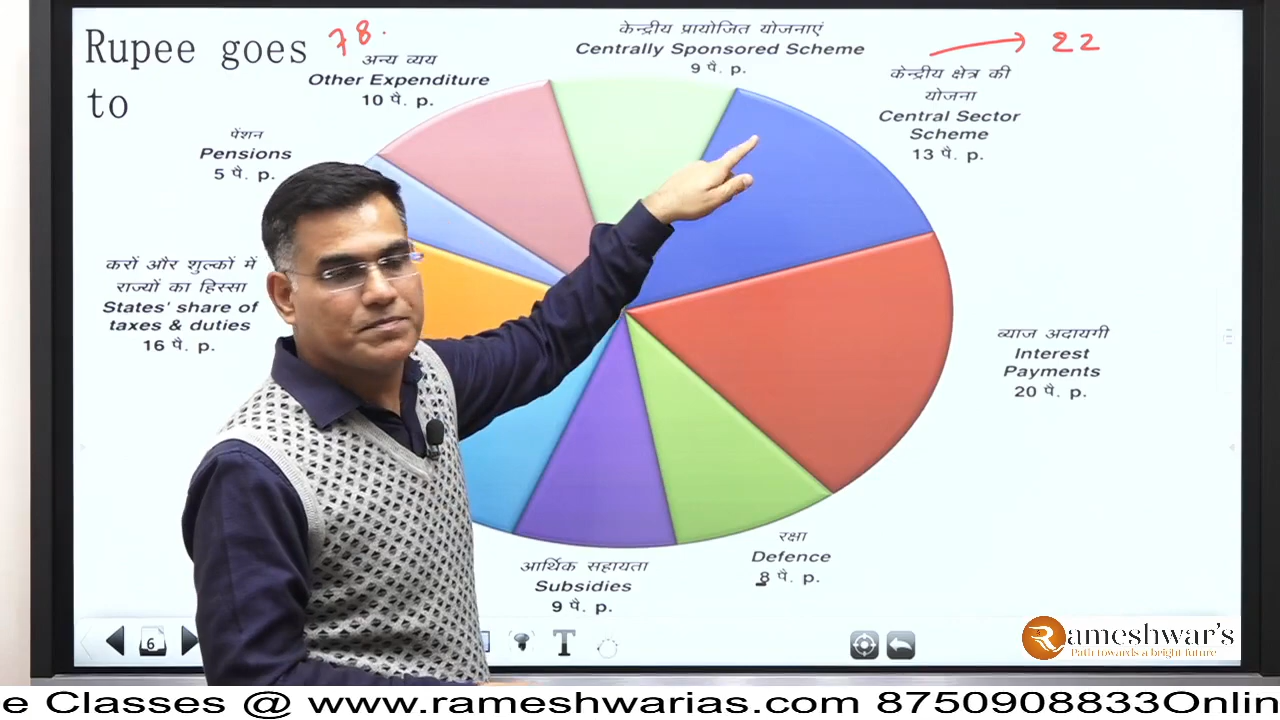 Rupee goes
to
78.
अन्य व्यय
Other Expenditure
10 पै. p.
केन्द्रीय प्रायोजित योजनाएं
Centrally Sponsored Scheme
9 पै. p.
22
केन्द्रीय क्षेत्र की
योजना
Central Sector
Scheme
13 पै. p.
पेंशन
Pensions
5 पै. p.
करों और शुल्कों में
राज्यों का हिस्सा
States' share of
taxes & duties
16 पै. p.
ब्याज अदायगी
Interest
Payments
20 पै. p.
रक्षा
Defence
8 पै. p.
आर्थिक सहायता
Subsidies
9 पै. p.
6
T
Rameshwar's
Path towards a bright future
e Classes @ www.rameshwarias.com 8750908833Onlin